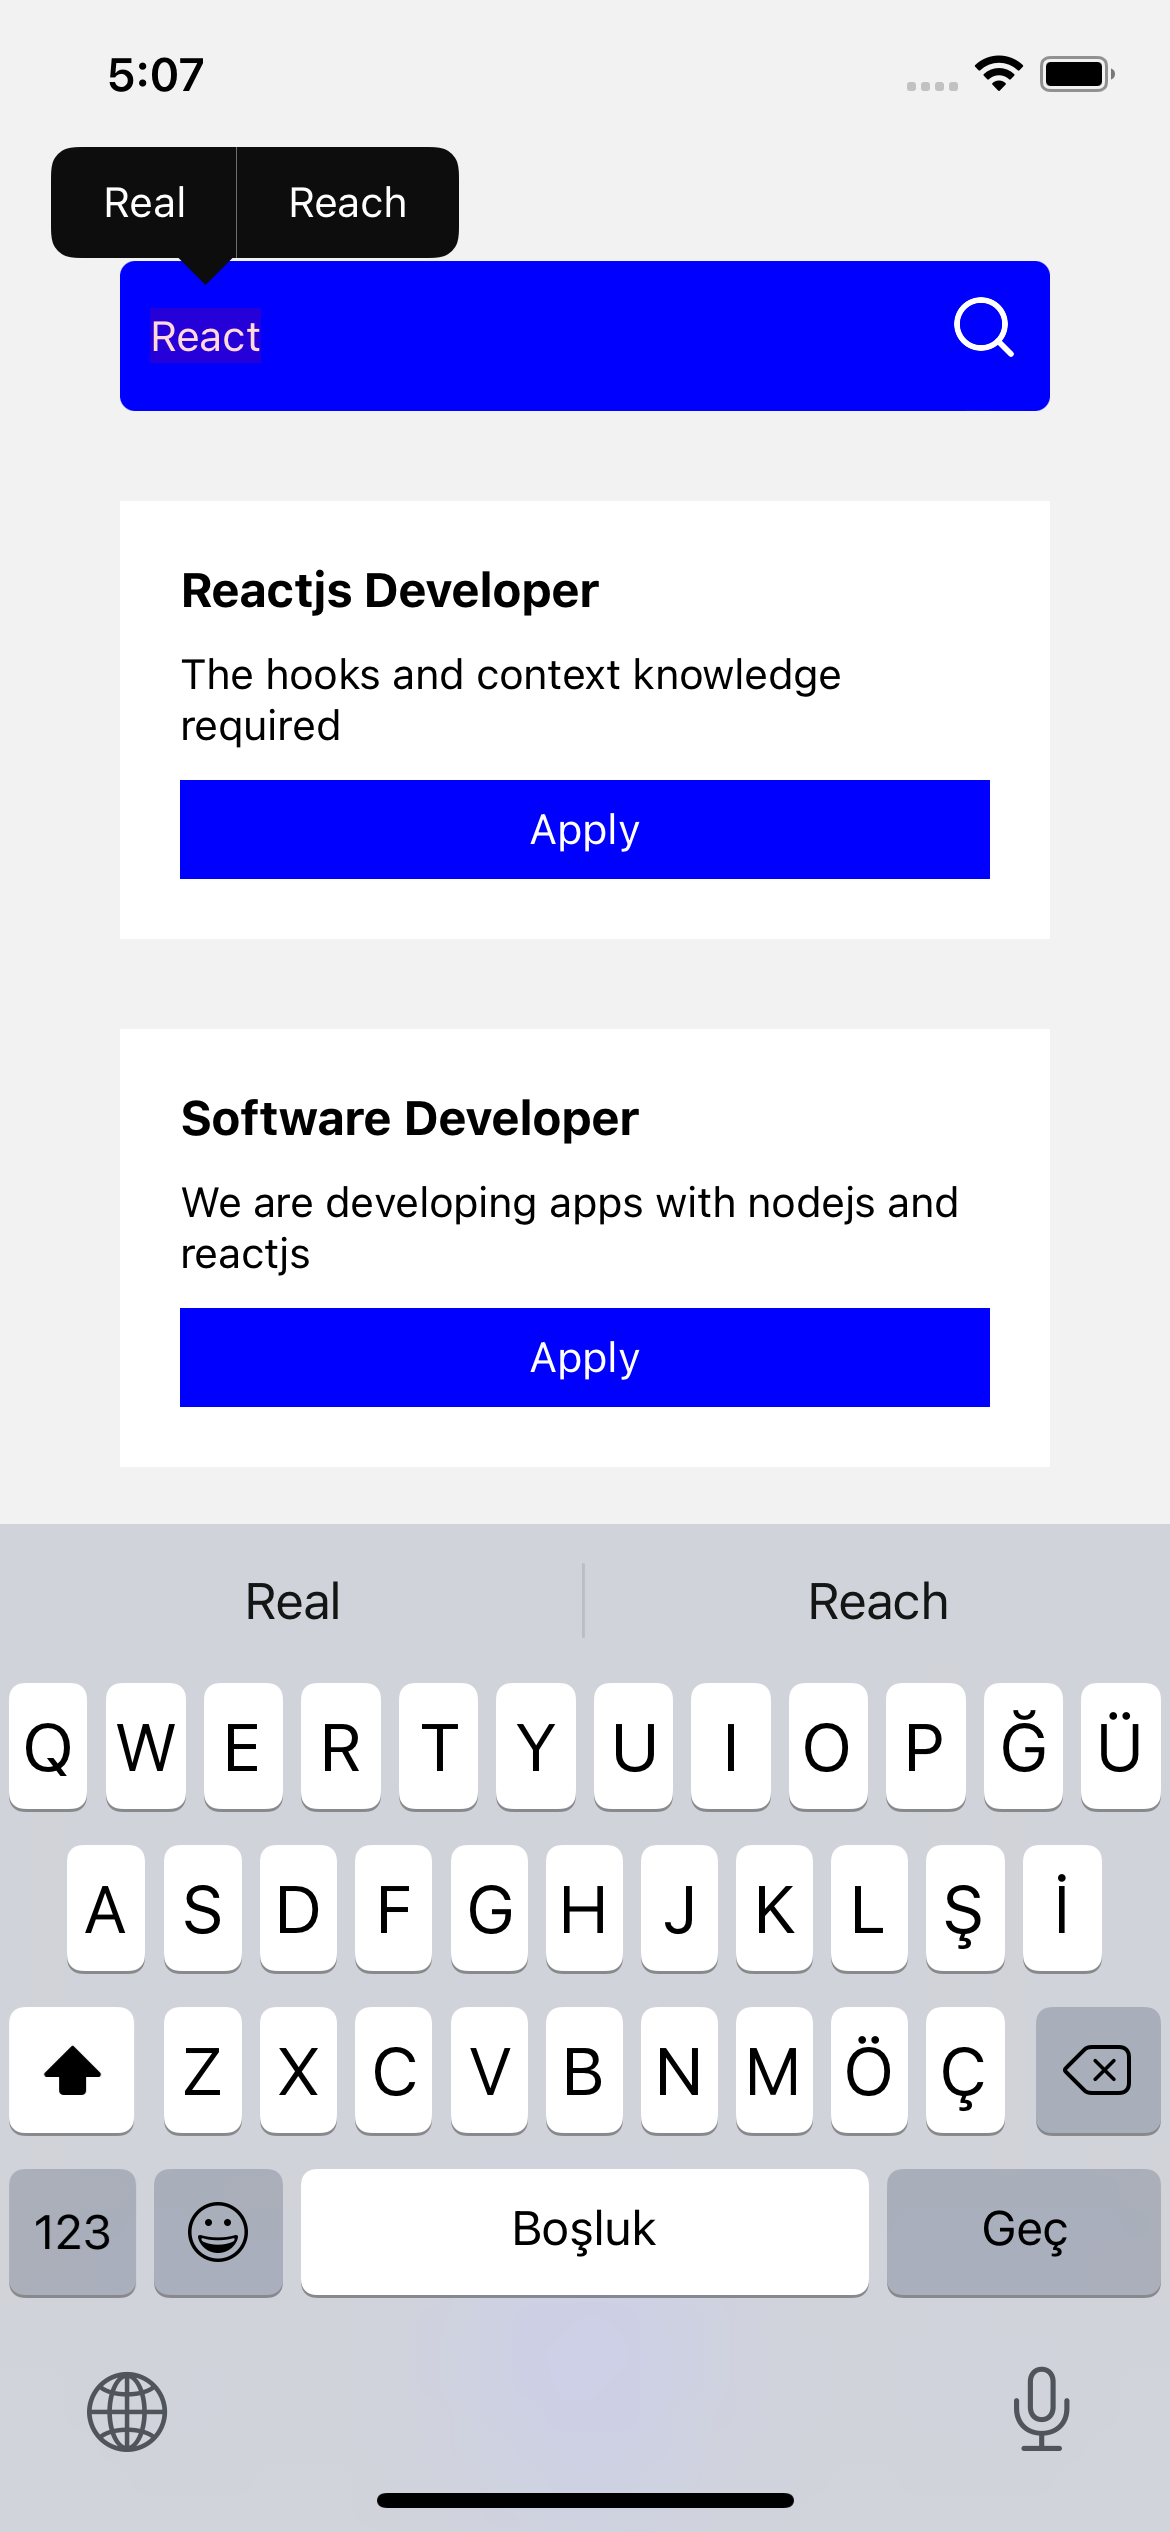 5:07
Real Reach
React
Reactjs Developer
The hooks and context knowledge
required
Apply
Software Developer
We are developing apps with nodejs and
reactjs
Apply
Real Reach
Q W E R T Y U I O P Ğ Ü
A S D F G H J K L Ş İ
Z X C V B N M Ö Ç
123 Boşluk Geç